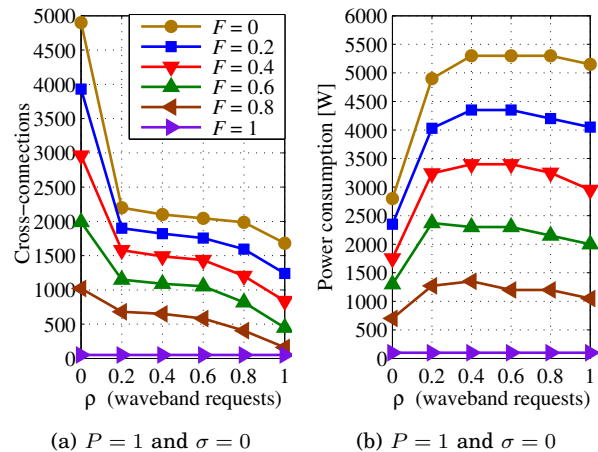 5000
4500
4000
3500
3000
2500
2000
1500
1000
500
0
Cross−connections
F = 0
F = 0.2
F = 0.4
F = 0.6
F = 0.8
F = 1
0 0.2 0.4 0.6 0.8 1
ρ (waveband requests)
(a) P = 1 and σ = 0
6000
5500
5000
4500
4000
3500
3000
2500
2000
1500
1000
500
0
Power consumption [W]
0 0.2 0.4 0.6 0.8 1
ρ (waveband requests)
(b) P = 1 and σ = 0